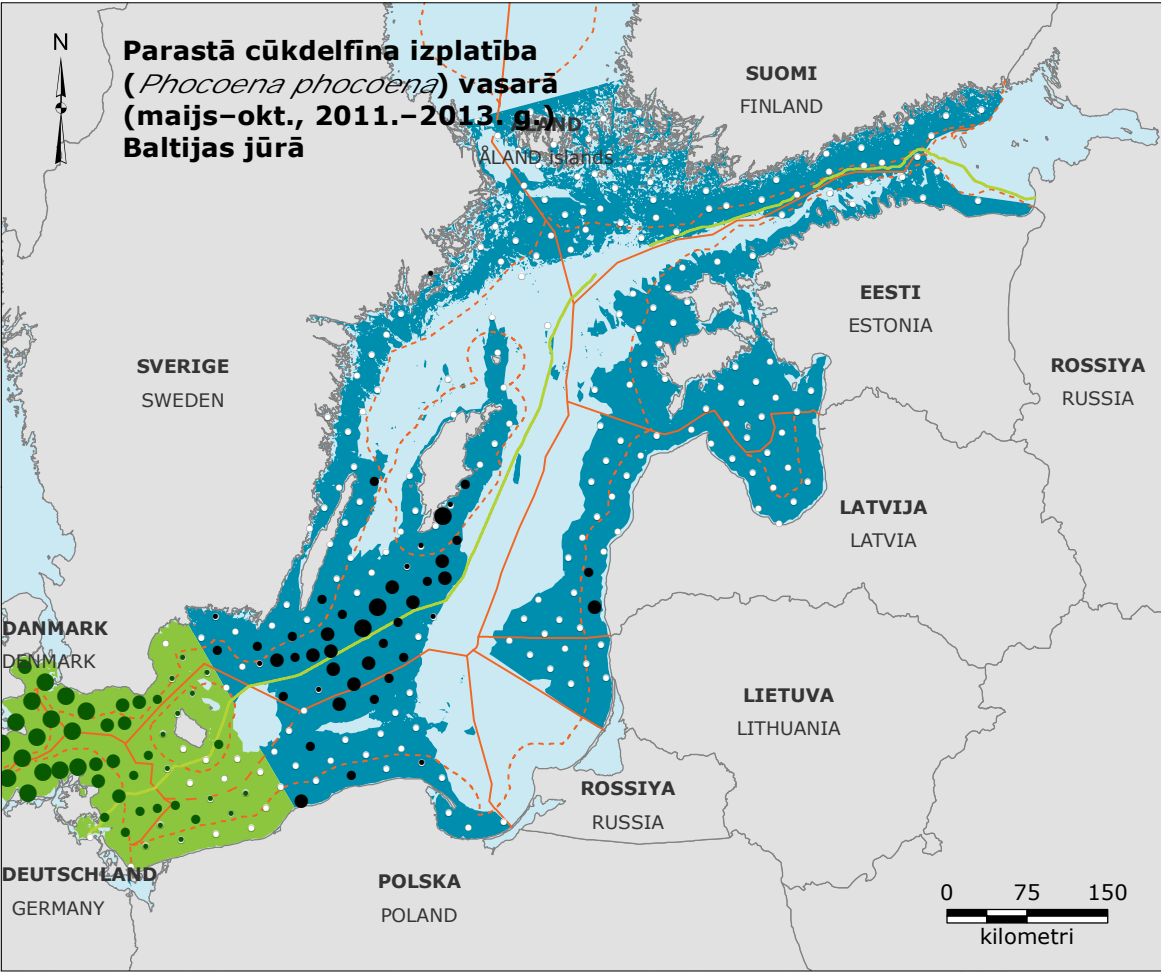 N
Parastā cūkdelfīna izplatība
(Phocoena phocoena) vasarā
(maijs–okt., 2011.–2013. g.)
Baltijas jūrā
SUOMI
FINLAND
ÅLAND
ÅLAND islands
EESTI
ESTONIA
ROSSIYA
RUSSIA
SVERIGE
SWEDEN
LATVIJA
LATVIA
DANMARK
DENMARK
LIETUVA
LITHUANIA
ROSSIYA
RUSSIA
DEUTSCHLAND
GERMANY
POLSKA
POLAND
0 75 150
kilometri